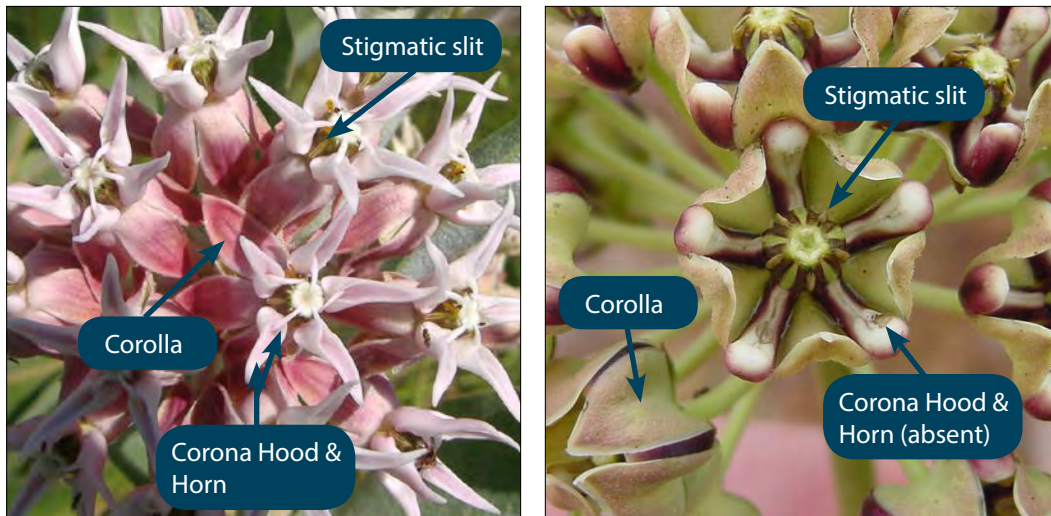 Stigmatic slit
Corolla
Corona Hood &
Horn
Stigmatic slit
Corolla
Corona Hood &
Horn (absent)